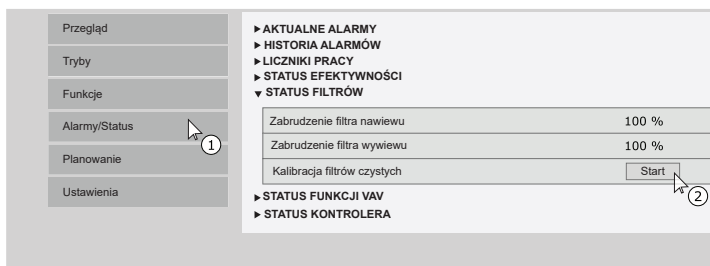 Przegląd
Tryby
Funkcje
Alarmy/Status
1
Planowanie
Ustawienia
AKTUALNE ALARMY
HISTORIA ALARMÓW
LICZNIKI PRACY
STATUS EFEKTYWNOŚCI
STATUS FILTRÓW
Zabrudzenie filtra nawiewu 100 %
Zabrudzenie filtra wywiewu 100 %
Kalibracja filtrów czystych Start
2
STATUS FUNKCJI VAV
STATUS KONTROLERA